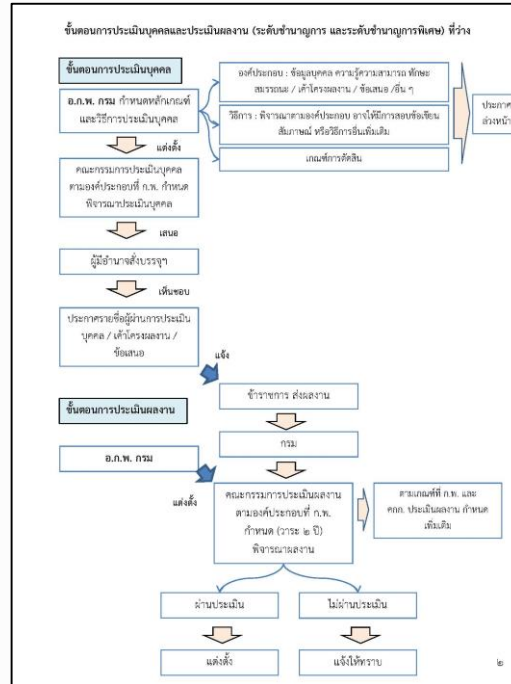 ขั้นตอนการประเมินบุคคลและประเมินผลงาน (ระดับชำนาญการ และระดับชำนาญการพิเศษ) ที่ว่าง
ขั้นตอนการประเมินบุคคล
อ.ก.พ. กรม กำหนดหลักเกณฑ์
และวิธีการประเมินบุคคล
องค์ประกอบ : ข้อมูลบุคคล ความรู้ความสามารถ ทักษะ
สมรรถนะ / เค้าโครงผลงาน / ข้อเสนอ /อื่น ๆ
วิธีการ : พิจารณาตามองค์ประกอบ อาจให้มีการสอบข้อเขียน
สัมภาษณ์ หรือวิธีการอื่นเพิ่มเติม
เกณฑ์การตัดสิน
ประกาศ
ล่วงหน้า
แต่งตั้ง
คณะกรรมการประเมินบุคคล
ตามองค์ประกอบที่ ก.พ. กำหนด
พิจารณาประเมินบุคคล
เสนอ
ผู้มีอำนาจสั่งบรรจุฯ
เห็นชอบ
ประกาศรายชื่อผู้ผ่านการประเมิน
บุคคล / เค้าโครงผลงาน /
ข้อเสนอ
แจ้ง
ข้าราชการ ส่งผลงาน
ขั้นตอนการประเมินผลงาน
กรม
อ.ก.พ. กรม
แต่งตั้ง
คณะกรรมการประเมินผลงาน
ตามองค์ประกอบที่ ก.พ.
กำหนด (วาระ ๒ ปี)
พิจารณาผลงาน
ตามเกณฑ์ที่ ก.พ. และ
คกก. ประเมินผลงาน กำหนด
เพิ่มเติม
ผ่านประเมิน
ไม่ผ่านประเมิน
แต่งตั้ง
แจ้งให้ทราบ
๒